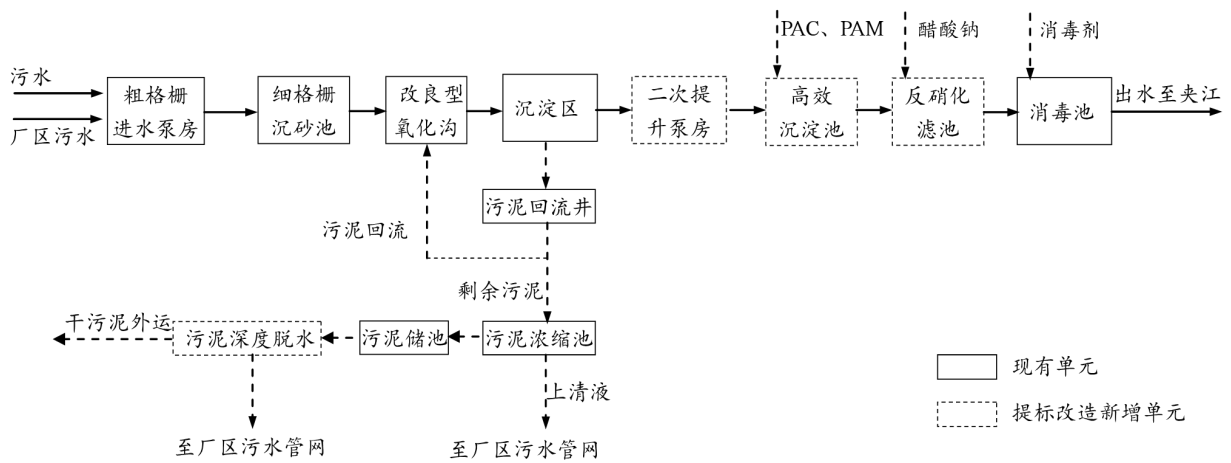 PAC、PAM
醋酸钠
消毒剂
污水
厂区污水
粗格栅
进水泵房
细格栅
沉砂池
改良型
氧化沟
沉淀区
二次提
升泵房
高效
沉淀池
反硝化
滤池
消毒池
出水至夹江
污泥回流井
污泥回流
剩余污泥
干污泥外运
污泥深度脱水
污泥储池
污泥浓缩池
上清液
至厂区污水管网
至厂区污水管网
现有单元
提标改造新增单元